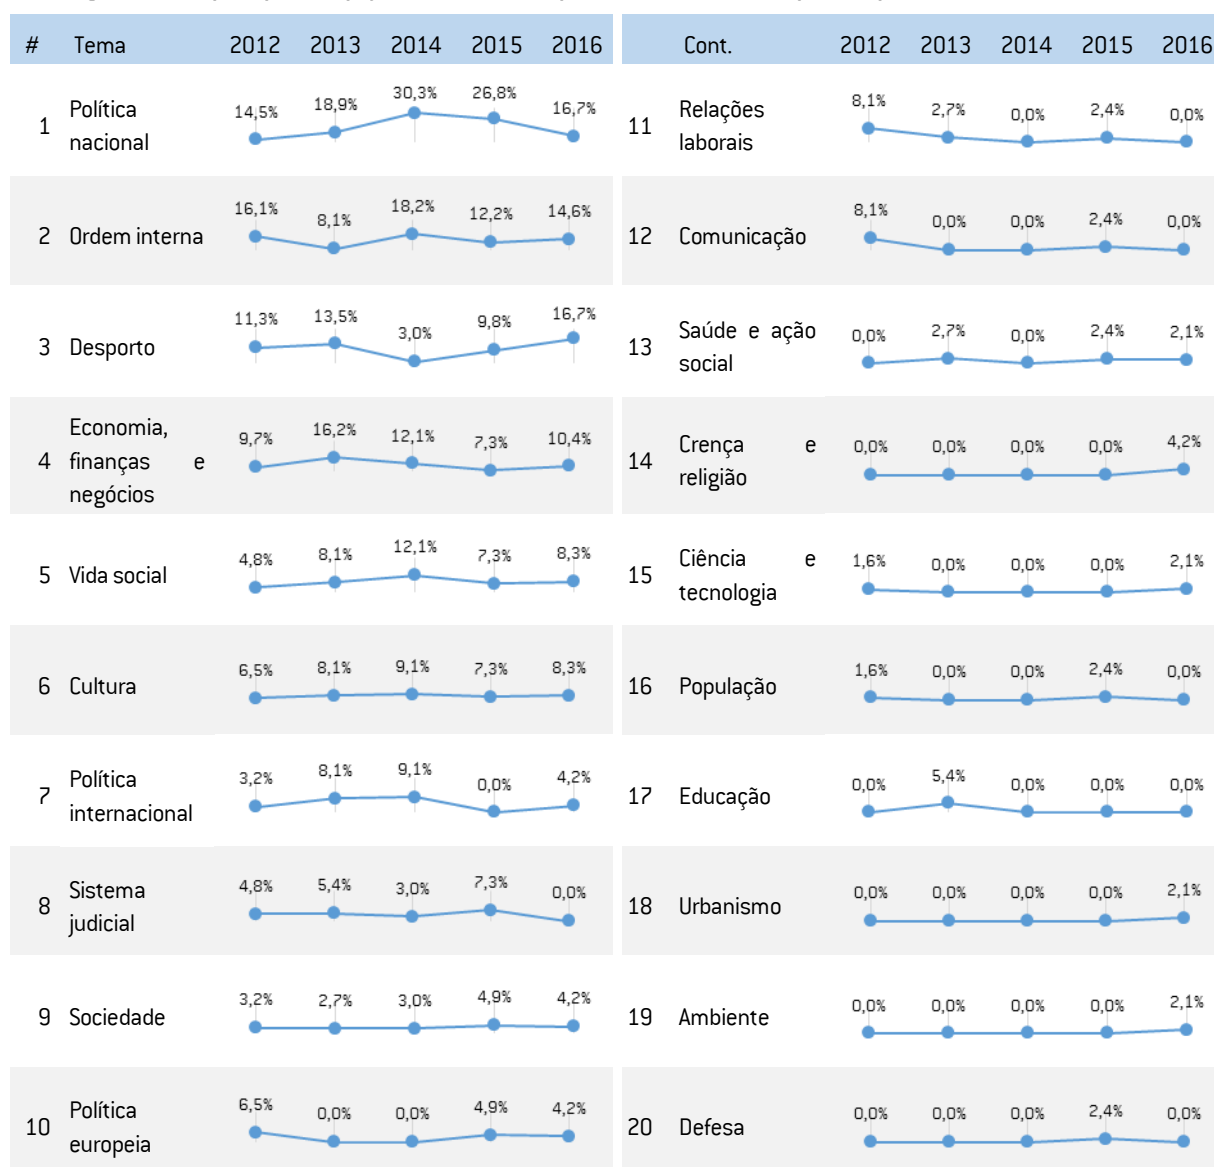 # Tema 2012 2013 2014 2015 2016
1 Política nacional 14,5% 18,9% 30,3% 26,8% 16,7%
2 Ordem interna 16,1% 8,1% 18,2% 12,2% 14,6%
3 Desporto 11,3% 13,5% 3,0% 9,8% 16,7%
4 Economia, finanças e negócios 9,7% 16,2% 12,1% 7,3% 10,4%
5 Vida social 4,8% 8,1% 12,1% 7,3% 8,3%
6 Cultura 6,5% 8,1% 9,1% 7,3% 8,3%
7 Política internacional 3,2% 8,1% 9,1% 0,0% 4,2%
8 Sistema judicial 4,8% 5,4% 3,0% 7,3% 0,0%
9 Sociedade 3,2% 2,7% 3,0% 4,9% 4,2%
10 Política europeia 6,5% 0,0% 0,0% 4,9% 4,2%
Cont. 2012 2013 2014 2015 2016
11 Relações laborais 8,1% 2,7% 0,0% 2,4% 0,0%
12 Comunicação 8,1% 0,0% 0,0% 2,4% 0,0%
13 Saúde e ação social 0,0% 2,7% 0,0% 2,4% 2,1%
14 Crença e religião 0,0% 0,0% 0,0% 0,0% 4,2%
15 Ciência e tecnologia 1,6% 0,0% 0,0% 0,0% 2,1%
16 População 1,6% 0,0% 0,0% 2,4% 0,0%
17 Educação 0,0% 5,4% 0,0% 0,0% 0,0%
18 Urbanismo 0,0% 0,0% 0,0% 0,0% 2,1%
19 Ambiente 0,0% 0,0% 0,0% 0,0% 2,1%
20 Defesa 0,0% 0,0% 0,0% 2,4% 0,0%